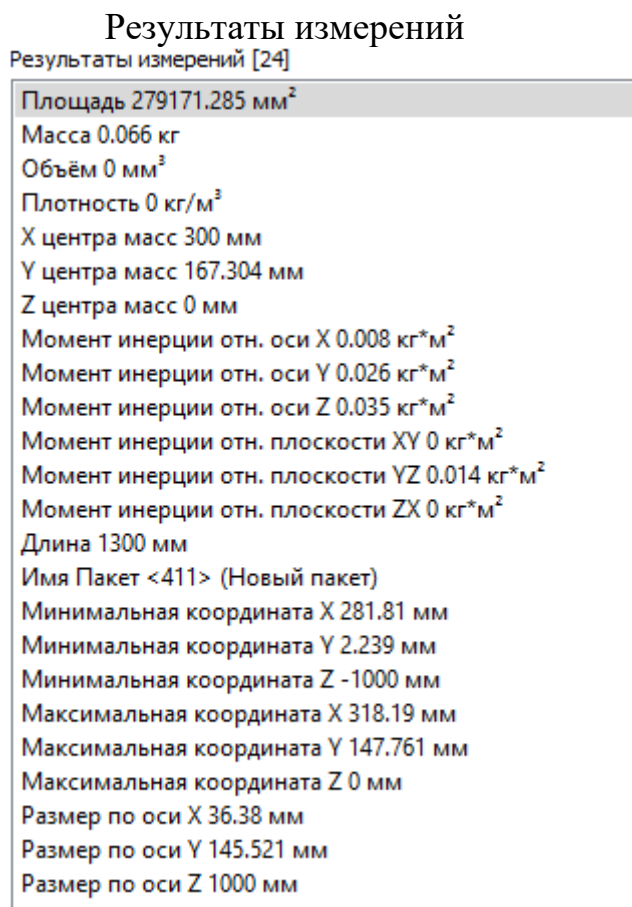 Результаты измерений
Результаты измерений [24]
Площадь 279171.285 мм²
Масса 0.066 кг
Объём 0 мм³
Плотность 0 кг/м³
X центра масс 300 мм
Y центра масс 167.304 мм
Z центра масс 0 мм
Момент инерции отн. оси X 0.008 кг*м²
Момент инерции отн. оси Y 0.026 кг*м²
Момент инерции отн. оси Z 0.035 кг*м²
Момент инерции отн. плоскости XY 0 кг*м²
Момент инерции отн. плоскости YZ 0.014 кг*м²
Момент инерции отн. плоскости ZX 0 кг*м²
Длина 1300 мм
Имя Пакет <411> (Новый пакет)
Минимальная координата X 281.81 мм
Минимальная координата Y 2.239 мм
Минимальная координата Z -1000 мм
Максимальная координата X 318.19 мм
Максимальная координата Y 147.761 мм
Максимальная координата Z 0 мм
Размер по оси X 36.38 мм
Размер по оси Y 145.521 мм
Размер по оси Z 1000 мм